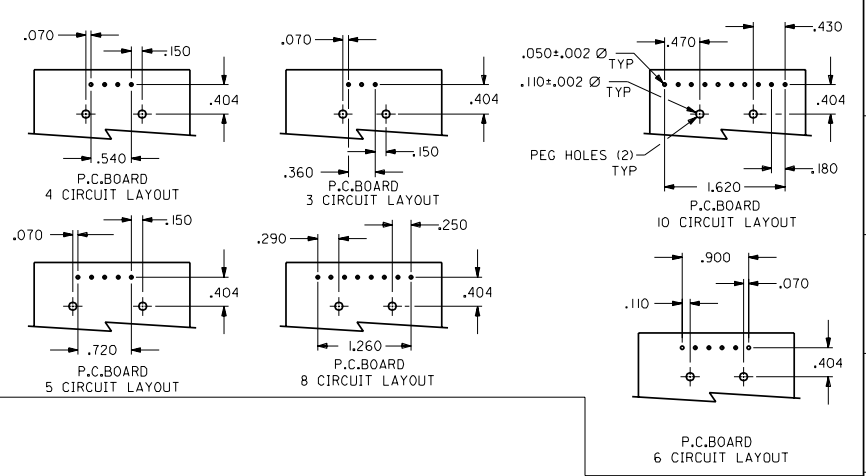 .070
.150
.404
.540
P.C.BOARD
4 CIRCUIT LAYOUT
.070
.404
.150
.360
P.C.BOARD
3 CIRCUIT LAYOUT
.430
.470
.050±.002 Ø
TYP
.110±.002 Ø
TYP
.404
PEG HOLES (2)
TYP
.180
1.620
P.C.BOARD
10 CIRCUIT LAYOUT
.150
.070
.404
.720
P.C.BOARD
5 CIRCUIT LAYOUT
.250
.290
.404
1.260
P.C.BOARD
8 CIRCUIT LAYOUT
.900
.070
.110
.404
P.C.BOARD
6 CIRCUIT LAYOUT